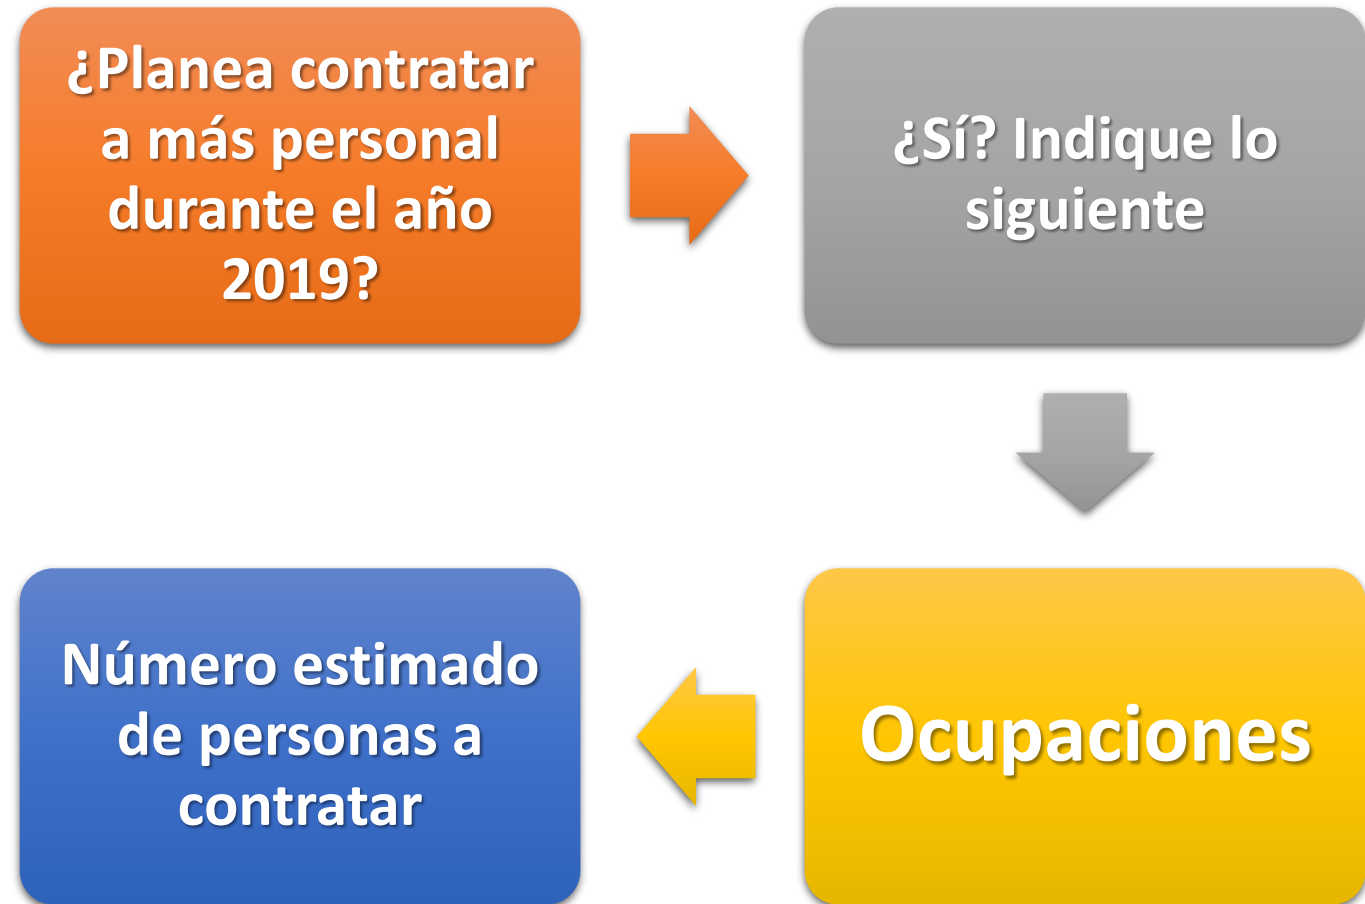 ¿Planea contratar
a más personal
durante el año
2019?
¿Sí? Indique lo
siguiente
Ocupaciones
Número estimado
de personas a
contratar